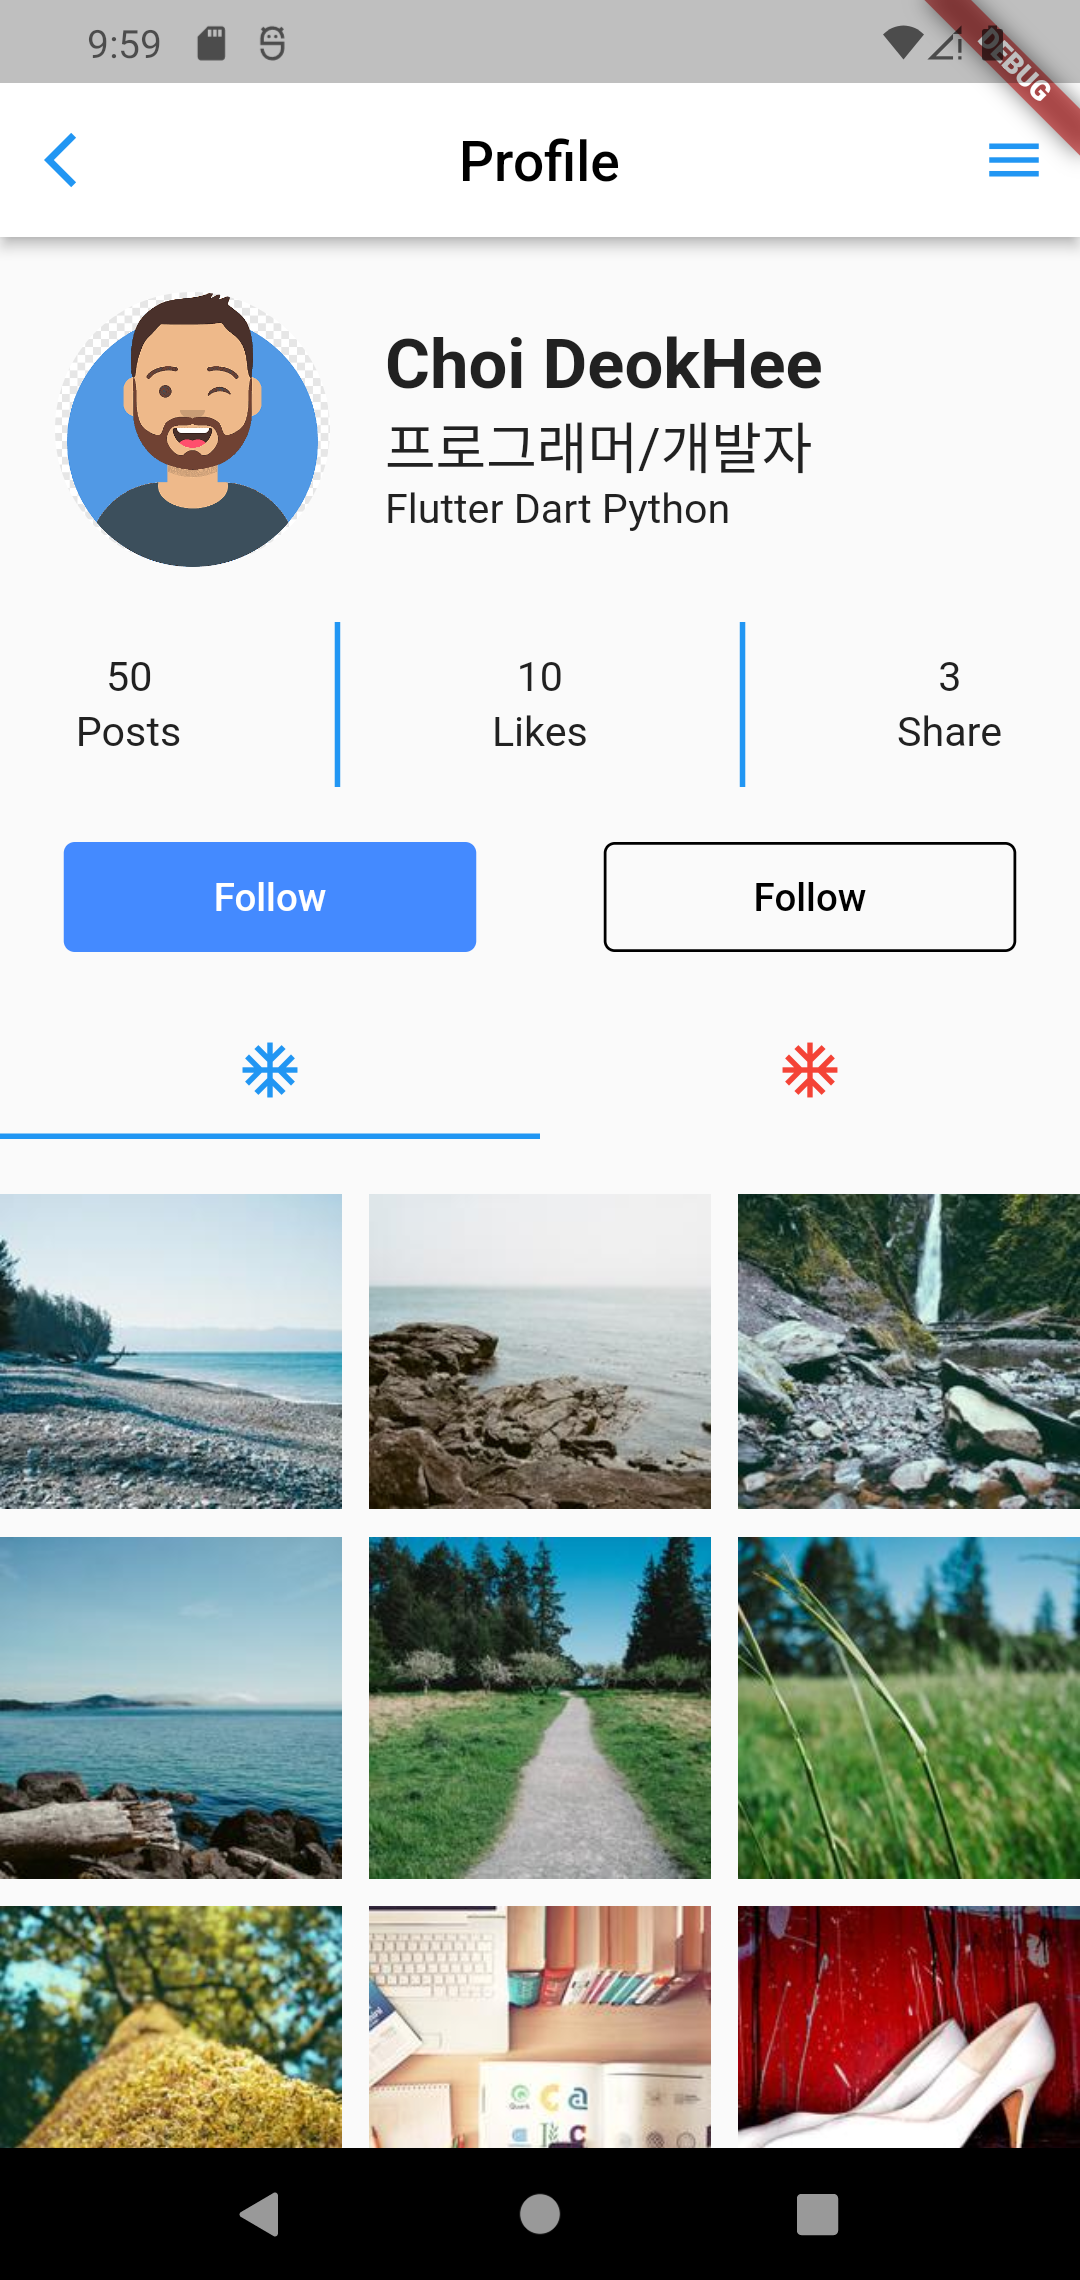 9:59
DEBUG
Profile
Choi DeokHee
프로그래머/개발자
Flutter Dart Python
50
Posts
10
Likes
3
Share
Follow
Follow